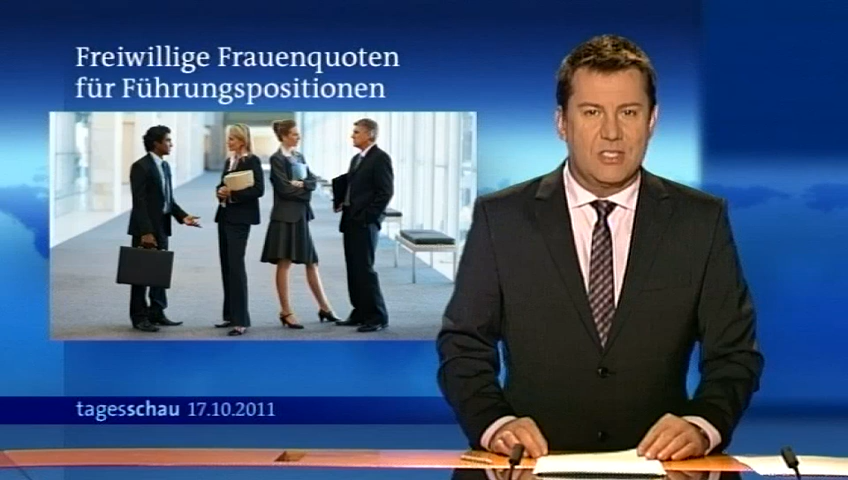 Freiwillige Frauenquoten
für Führungspositionen
tagesschau 17.10.2011